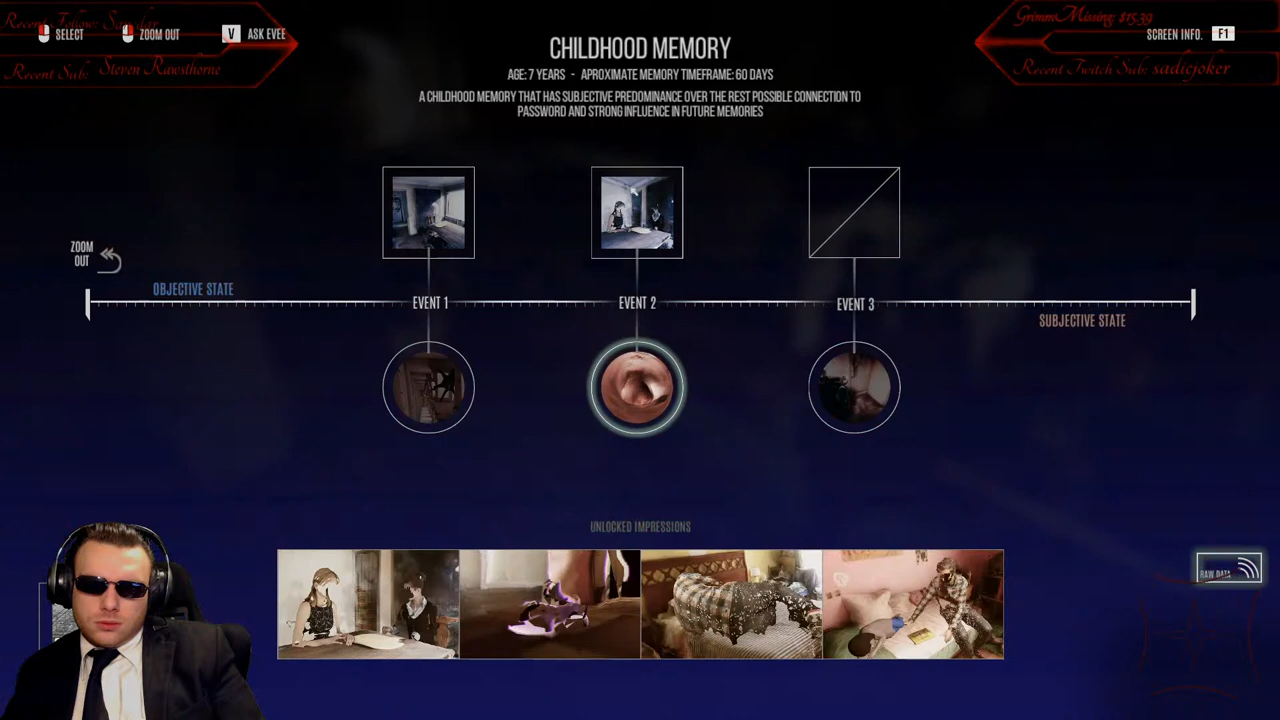 Recent Follow:
SELECT
ZOOM OUT
V
ASK EVEE
Recent Sub: Steven Rawsthorne
GrimmMissing: $15.39
SCREEN INFO.
F1
Recent Twitch Sub: sadicjoker
CHILDHOOD MEMORY
AGE: 7 YEARS - APROXIMATE MEMORY TIMEFRAME: 60 DAYS
A CHILDHOOD MEMORY THAT HAS SUBJECTIVE PREDOMINANCE OVER THE REST POSSIBLE CONNECTION TO
PASSWORD AND STRONG INFLUENCE IN FUTURE MEMORIES
ZOOM
OUT
OBJECTIVE STATE
EVENT 1
EVENT 2
EVENT 3
SUBJECTIVE STATE
UNLOCKED IMPRESSIONS
RAW DATA